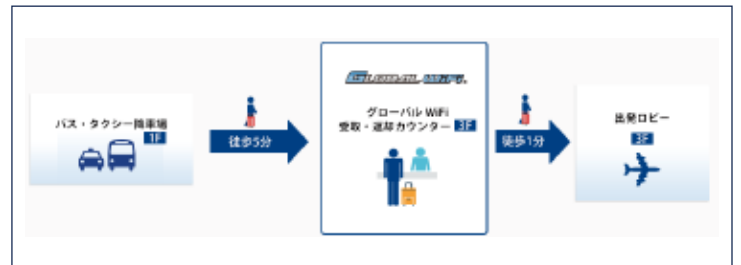 バス・タクシー降車場
1F
徒歩5分
GLOBAL WiFi.
グローバル WiFi
受取・返却カウンター 3F
徒歩1分
出発ロビー
3F